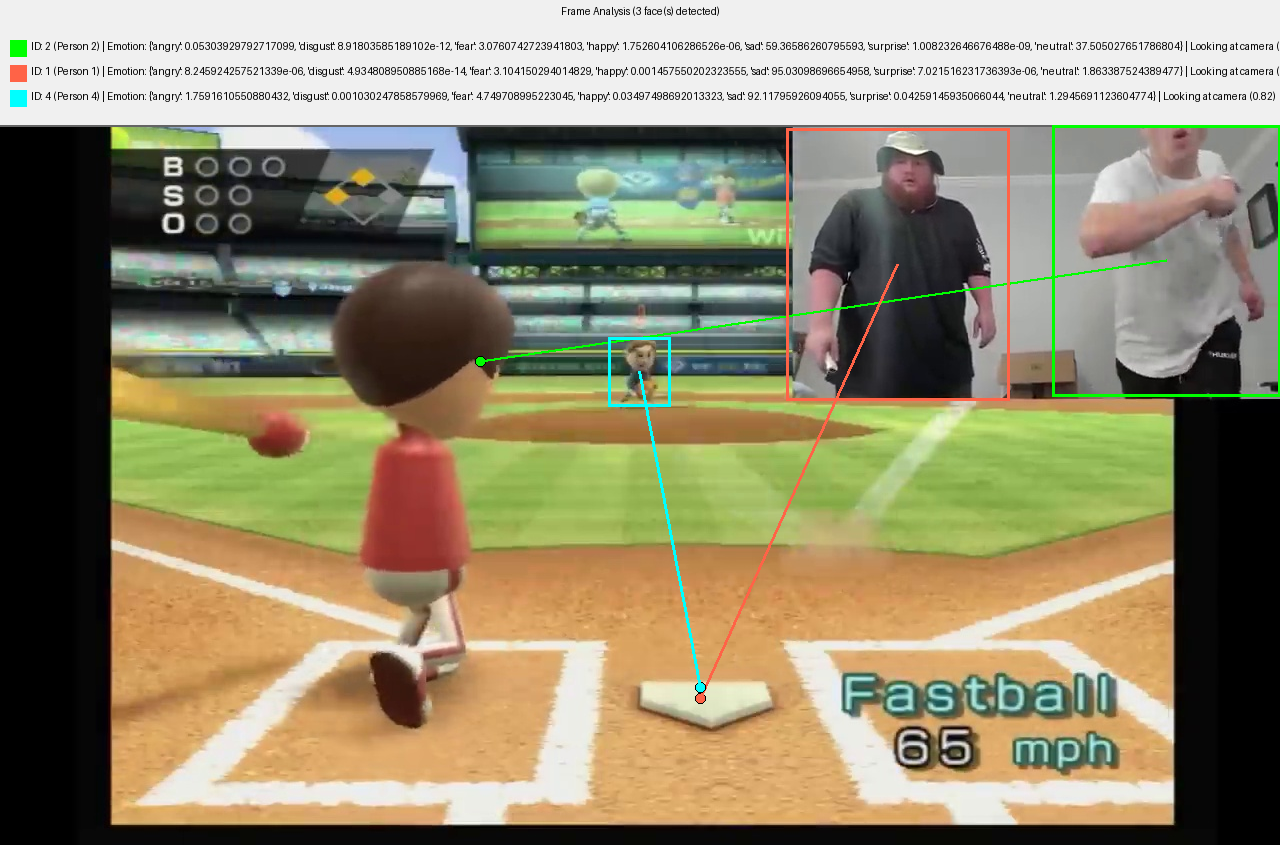 Frame Analysis (3 face(s) detected)
ID: 2 (Person 2) | Emotion: {'angry': 0.05303929792717099, 'disgust': 8.91803585189102e-12, 'fear': 3.0760742723941803, 'happy': 1.752604106286526e-06, 'sad': 59.36586260795593, 'surprise': 1.008232646676488e-09, 'neutral': 37.505027651786804} | Looking at camera (
ID: 1 (Person 1) | Emotion: {'angry': 8.245924257521339e-06, 'disgust': 4.934808950885168e-14, 'fear': 3.104150294014829, 'happy': 0.001457550202323555, 'sad': 95.03098696654958, 'surprise': 7.021516231736393e-06, 'neutral': 1.863387524389477} | Looking at camera (
ID: 4 (Person 4) | Emotion: {'angry': 1.7591610550880432, 'disgust': 0.001030247858579969, 'fear': 4.749708995223045, 'happy': 0.03497498692013323, 'sad': 92.11795926094055, 'surprise': 0.04259145935066044, 'neutral': 1.2945691123604774} | Looking at camera (0.82)
B
S
O
Wii
Fastball
65 mph